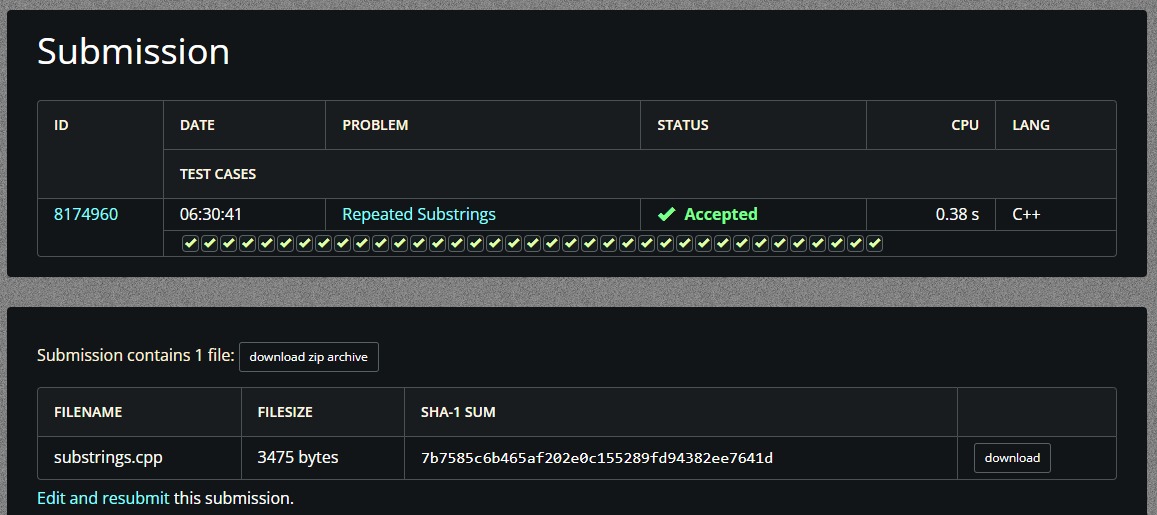 Submission
ID DATE PROBLEM STATUS CPU LANG
TEST CASES
8174960 06:30:41 Repeated Substrings Accepted 0.38 s C++
Submission contains 1 file: download zip archive
FILENAME FILESIZE SHA-1 SUM
substrings.cpp 3475 bytes 7b7585c6b465af202e0c155289fd94382ee7641d download
Edit and resubmit this submission.